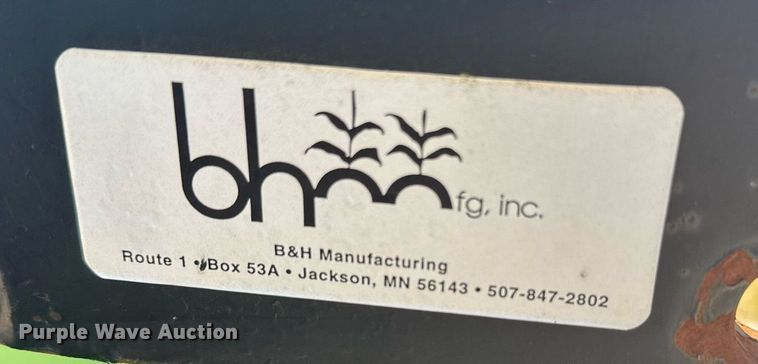 bhmfg, inc.
B&H Manufacturing
Route 1 • Box 53A • Jackson, MN 56143 • 507-847-2802
Purple Wave Auction